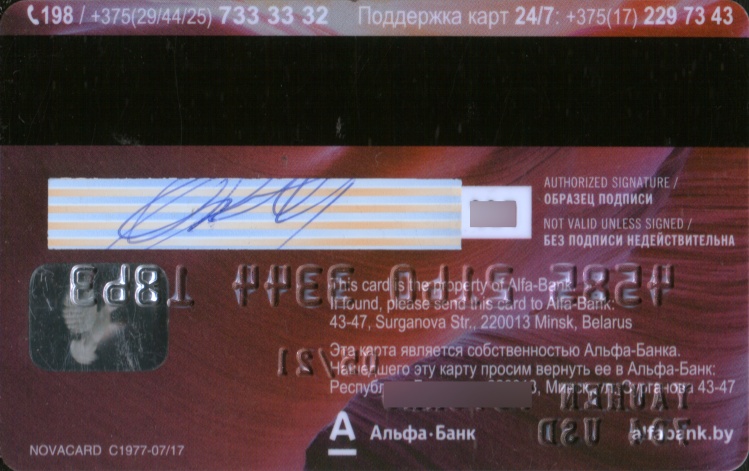 198 / +375(29/44/25) 733 33 32 Поддержка карт 24/7: +375(17) 229 73 43
AUTHORIZED SIGNATURE /
ОБРАЗЕЦ ПОДПИСИ
NOT VALID UNLESS SIGNED /
БЕЗ ПОДПИСИ НЕДЕЙСТВИТЕЛЬНА
This card is the property of Alfa-Bank.
If found, please send this card to Alfa-Bank:
43-47, Surganova Str., 220013 Minsk, Belarus
Эта карта является собственностью Альфа-Банка.
Нашедшего эту карту просим вернуть ее в Альфа-Банк:
Минск, ул. Сурганова 43-47
А Альфа·Банк
alfabank.by
NOVACARD C1977-07/17